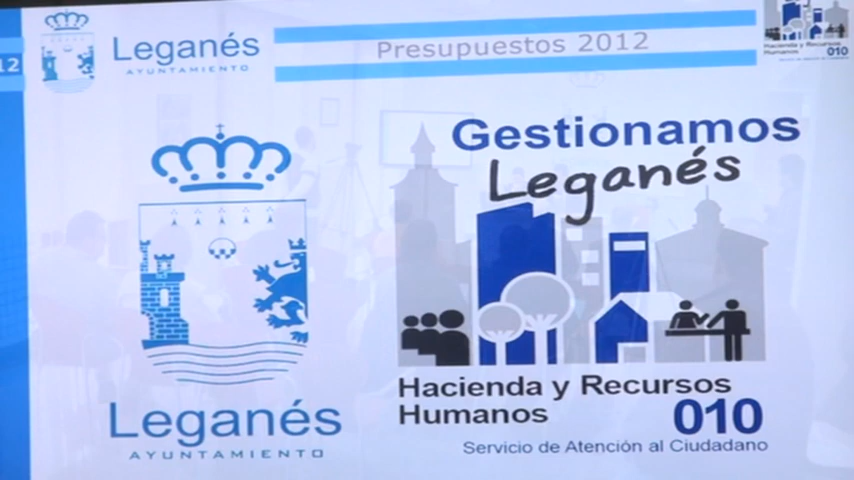 12
Leganés
AYUNTAMIENTO
Presupuestos 2012
Hacienda y Recursos
Humanos
010
Gestionamos
Leganés
Leganés
AYUNTAMIENTO
Hacienda y Recursos
Humanos
010
Servicio de Atención al Ciudadano